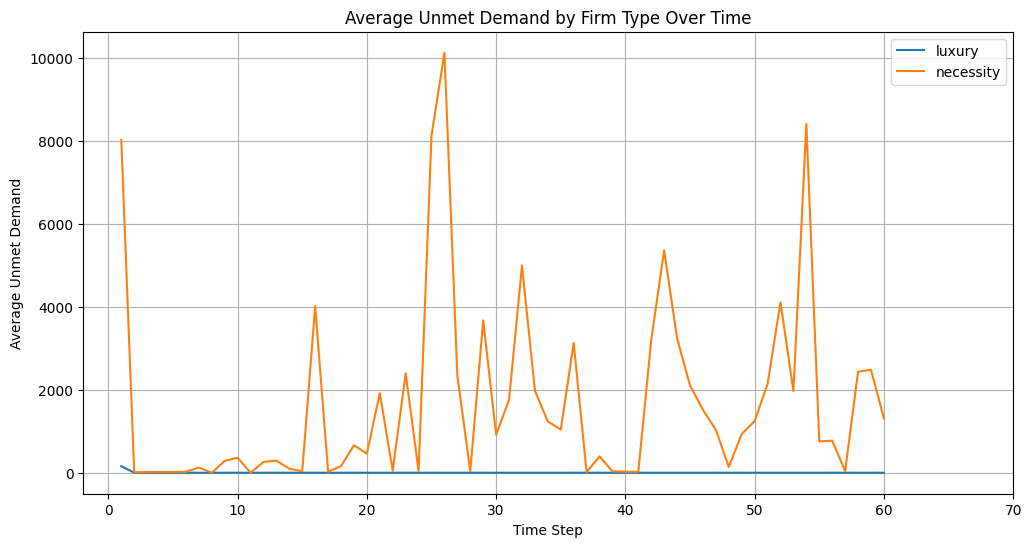 Average Unmet Demand by Firm Type Over Time
luxury
necessity
Average Unmet Demand
10000
8000
6000
4000
2000
0
0 10 20 30 40 50 60 70
Time Step